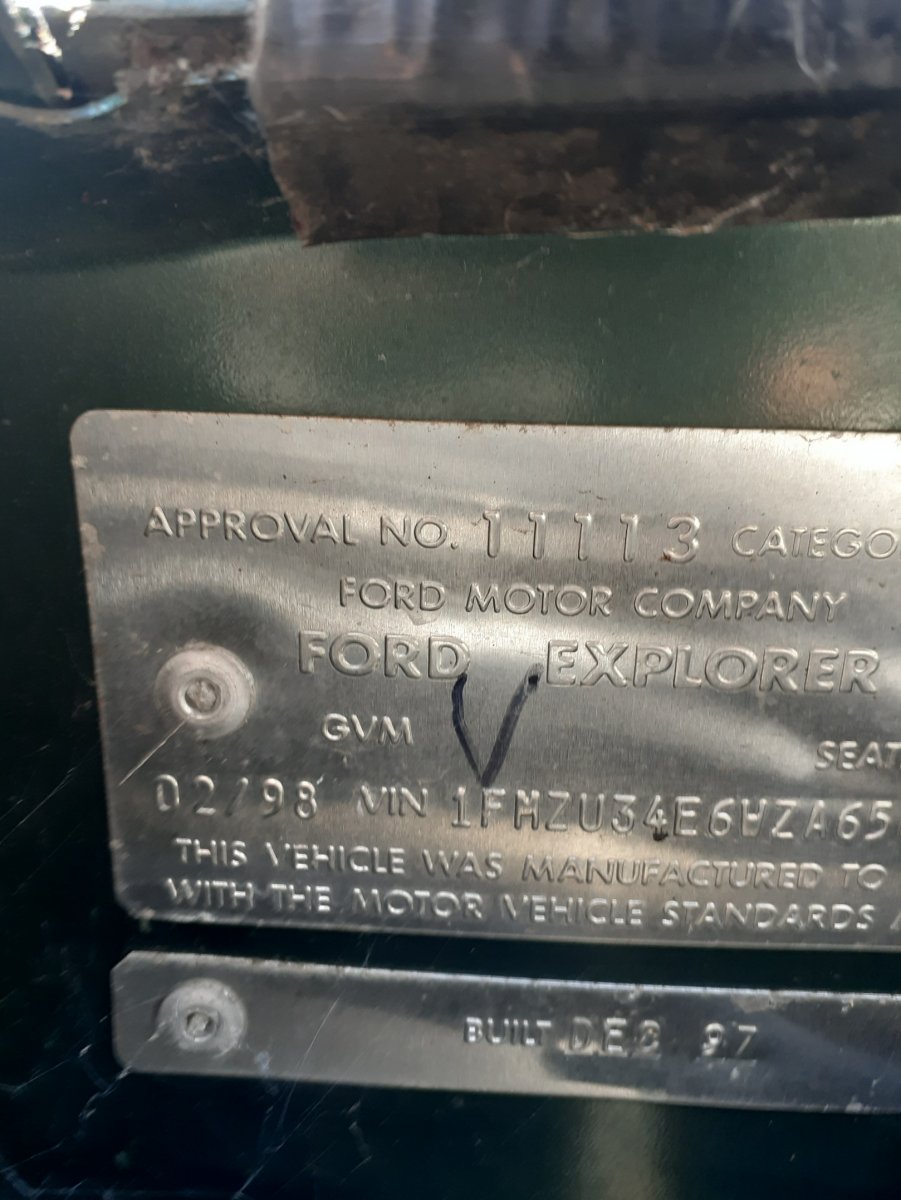 APPROVAL NO. 11113 CATEGO
FORD MOTOR COMPANY
FORD EXPLORER
GVM SEAT
02/98 VIN 1FMZU34E6WZA65
THIS VEHICLE WAS MANUFACTURED TO
WITH THE MOTOR VEHICLE STANDARDS
BUILT DEC 97